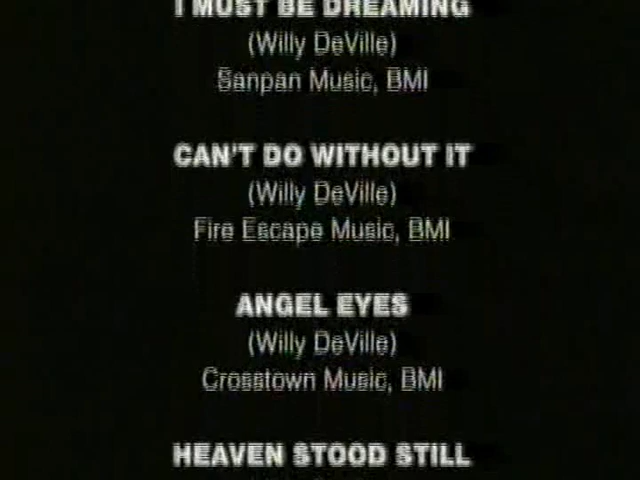 I MUST BE DREAMING
(Willy DeVille)
Sanpan Music, BMI
CAN'T DO WITHOUT IT
(Willy DeVille)
Fire Escape Music, BMI
ANGEL EYES
(Willy DeVille)
Crosstown Music, BMI
HEAVEN STOOD STILL